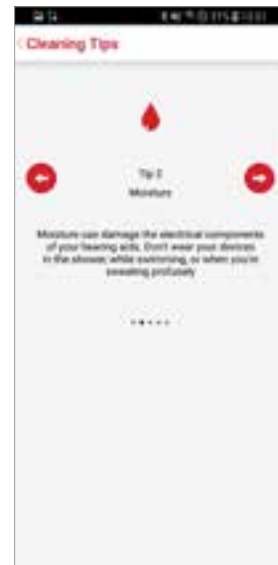 Cleaning Tips
Tip 2
Moisture
Moisture can damage the electrical components
of your hearing aids. Don't wear your devices
in the shower, while swimming, or when you're
sweating profusely